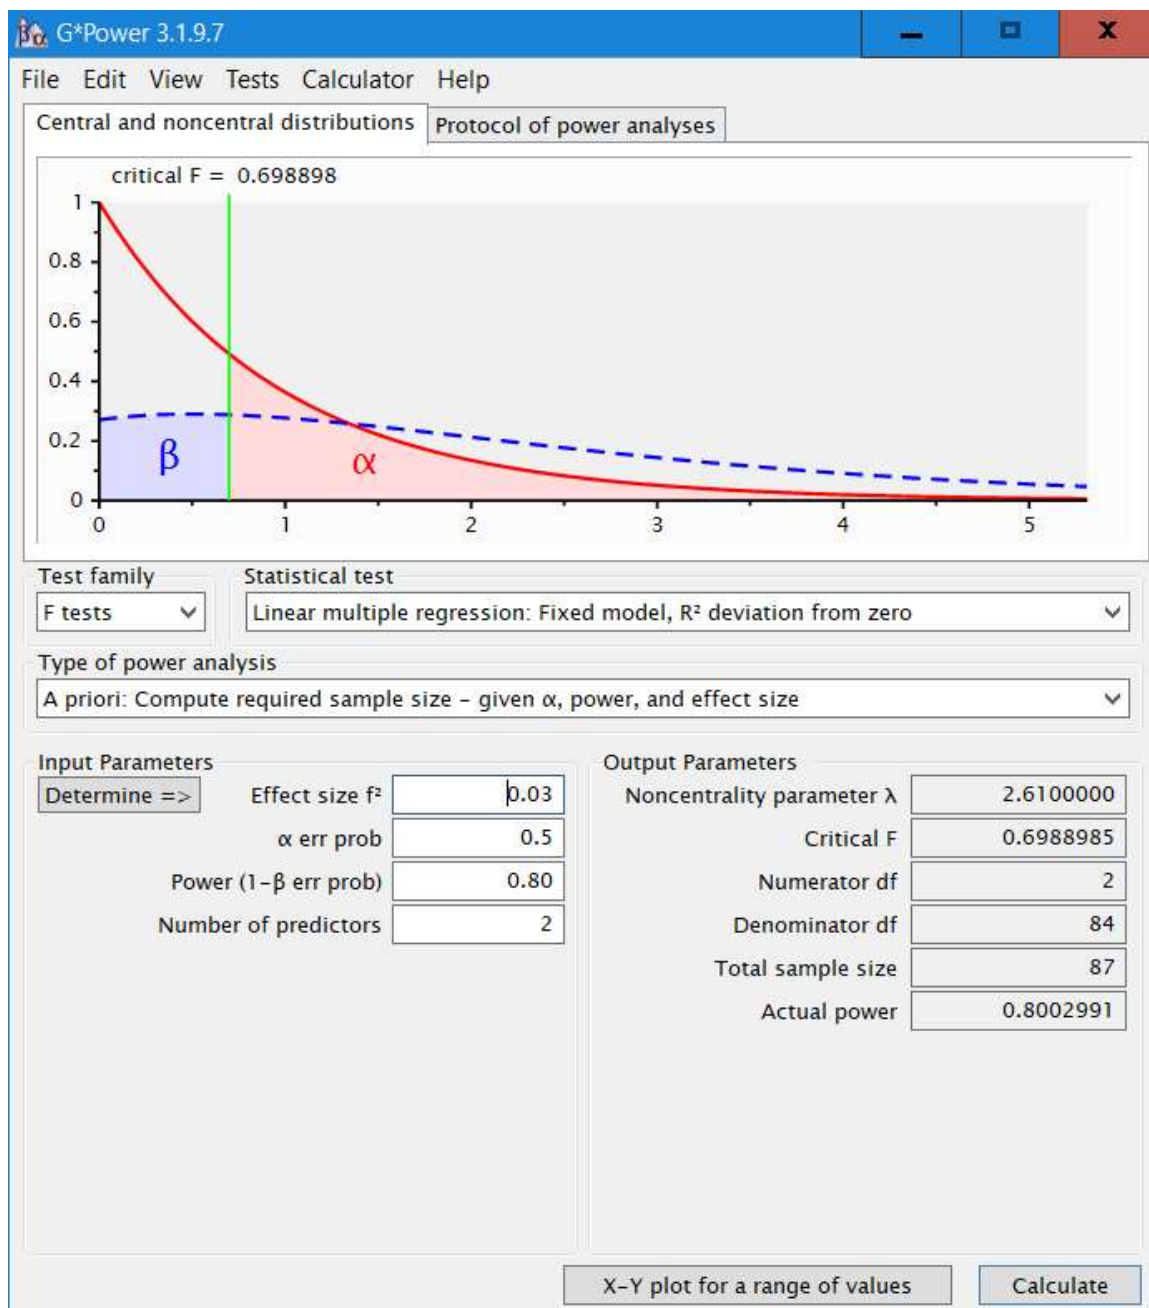 G*Power 3.1.9.7
File Edit View Tests Calculator Help
Central and noncentral distributions Protocol of power analyses
critical F = 0.698898
1
0.8
0.6
0.4
0.2
0
β
α
0 1 2 3 4 5
Test family Statistical test
F tests Linear multiple regression: Fixed model, R² deviation from zero
Type of power analysis
A priori: Compute required sample size – given α, power, and effect size
Input Parameters Output Parameters
Determine => Effect size f² 0.03 Noncentrality parameter λ 2.6100000
α err prob 0.5 Critical F 0.6988985
Power (1–β err prob) 0.80 Numerator df 2
Number of predictors 2 Denominator df 84
Total sample size 87
Actual power 0.8002991
X–Y plot for a range of values Calculate